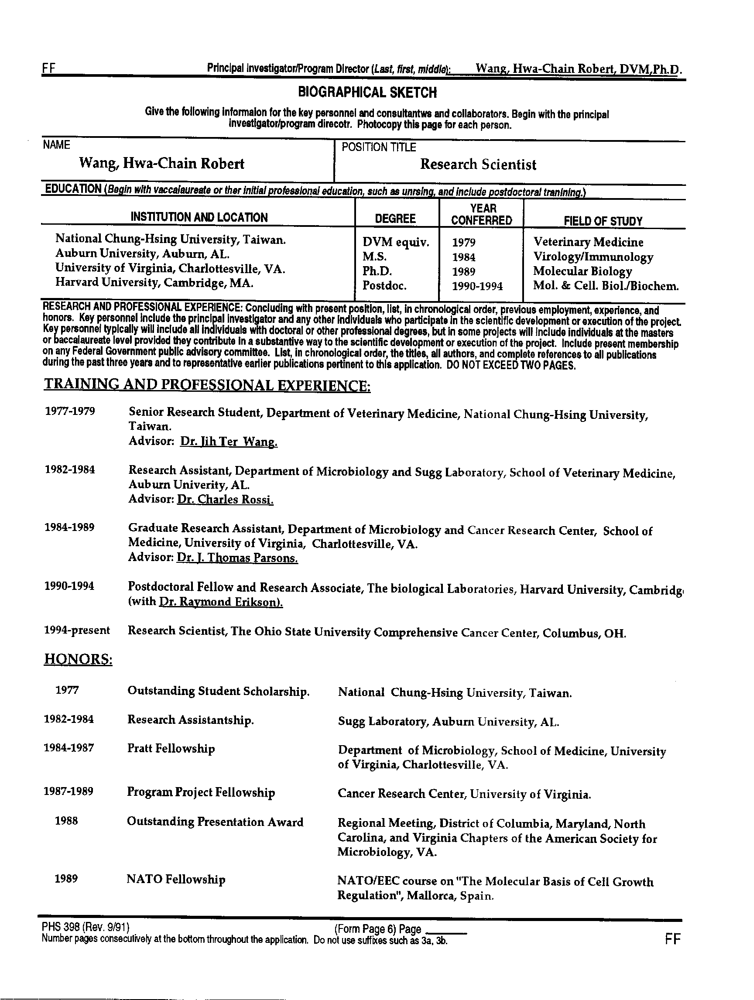 FF Principal Investigator/Program Director (Last, first, middle): Wang, Hwa-Chain Robert, DVM,Ph.D.
BIOGRAPHICAL SKETCH
Give the following informaion for the key personnel and consultantws and collaborators. Begin with the principal
investigator/program direcotr. Photocopy this page for each person.
NAME POSITION TITLE
Wang, Hwa-Chain Robert Research Scientist
EDUCATION (Begin with vaccalaureate or ther initial professional education, such as unrsing, and include postdoctoral tranining.)
INSTITUTION AND LOCATION DEGREE YEAR CONFERRED FIELD OF STUDY
National Chung-Hsing University, Taiwan. DVM equiv. 1979 Veterinary Medicine
Auburn University, Auburn, AL. M.S. 1984 Virology/Immunology
University of Virginia, Charlottesville, VA. Ph.D. 1989 Molecular Biology
Harvard University, Cambridge, MA. Postdoc. 1990-1994 Mol. & Cell. Biol./Biochem.
RESEARCH AND PROFESSIONAL EXPERIENCE: Concluding with present position, list, in chronological order, previous employment, experience, and
honors. Key personnel include the principal investigator and any other individuals who participate in the scientific development or execution of the project.
Key personnel typically will include all individuals with doctoral or other professional degrees, but in some projects will include individuals at the masters
or baccalaureate level provided they contribute in a substantive way to the scientific development or execution of the project. Include present membership
on any Federal Government public advisory committee. List, in chronological order, the titles, all authors, and complete references to all publications
during the past three years and to representative earlier publications pertinent to this application. DO NOT EXCEED TWO PAGES.
TRAINING AND PROFESSIONAL EXPERIENCE:
1977-1979 Senior Research Student, Department of Veterinary Medicine, National Chung-Hsing University,
Taiwan.
Advisor: Dr. Jih Ter Wang.
1982-1984 Research Assistant, Department of Microbiology and Sugg Laboratory, School of Veterinary Medicine,
Auburn Univerity, AL.
Advisor: Dr. Charles Rossi.
1984-1989 Graduate Research Assistant, Department of Microbiology and Cancer Research Center, School of
Medicine, University of Virginia, Charlottesville, VA.
Advisor: Dr. J. Thomas Parsons.
1990-1994 Postdoctoral Fellow and Research Associate, The biological Laboratories, Harvard University, Cambridg
(with Dr. Raymond Erikson).
1994-present Research Scientist, The Ohio State University Comprehensive Cancer Center, Columbus, OH.
HONORS:
1977 Outstanding Student Scholarship. National Chung-Hsing University, Taiwan.
1982-1984 Research Assistantship. Sugg Laboratory, Auburn University, AL.
1984-1987 Pratt Fellowship Department of Microbiology, School of Medicine, University
of Virginia, Charlottesville, VA.
1987-1989 Program Project Fellowship Cancer Research Center, University of Virginia.
1988 Outstanding Presentation Award Regional Meeting, District of Columbia, Maryland, North
Carolina, and Virginia Chapters of the American Society for
Microbiology, VA.
1989 NATO Fellowship NATO/EEC course on "The Molecular Basis of Cell Growth
Regulation", Mallorca, Spain.
PHS 398 (Rev. 9/91) (Form Page 6) Page
Number pages consecutively at the bottom throughout the application. Do not use suffixes such as 3a, 3b. FF